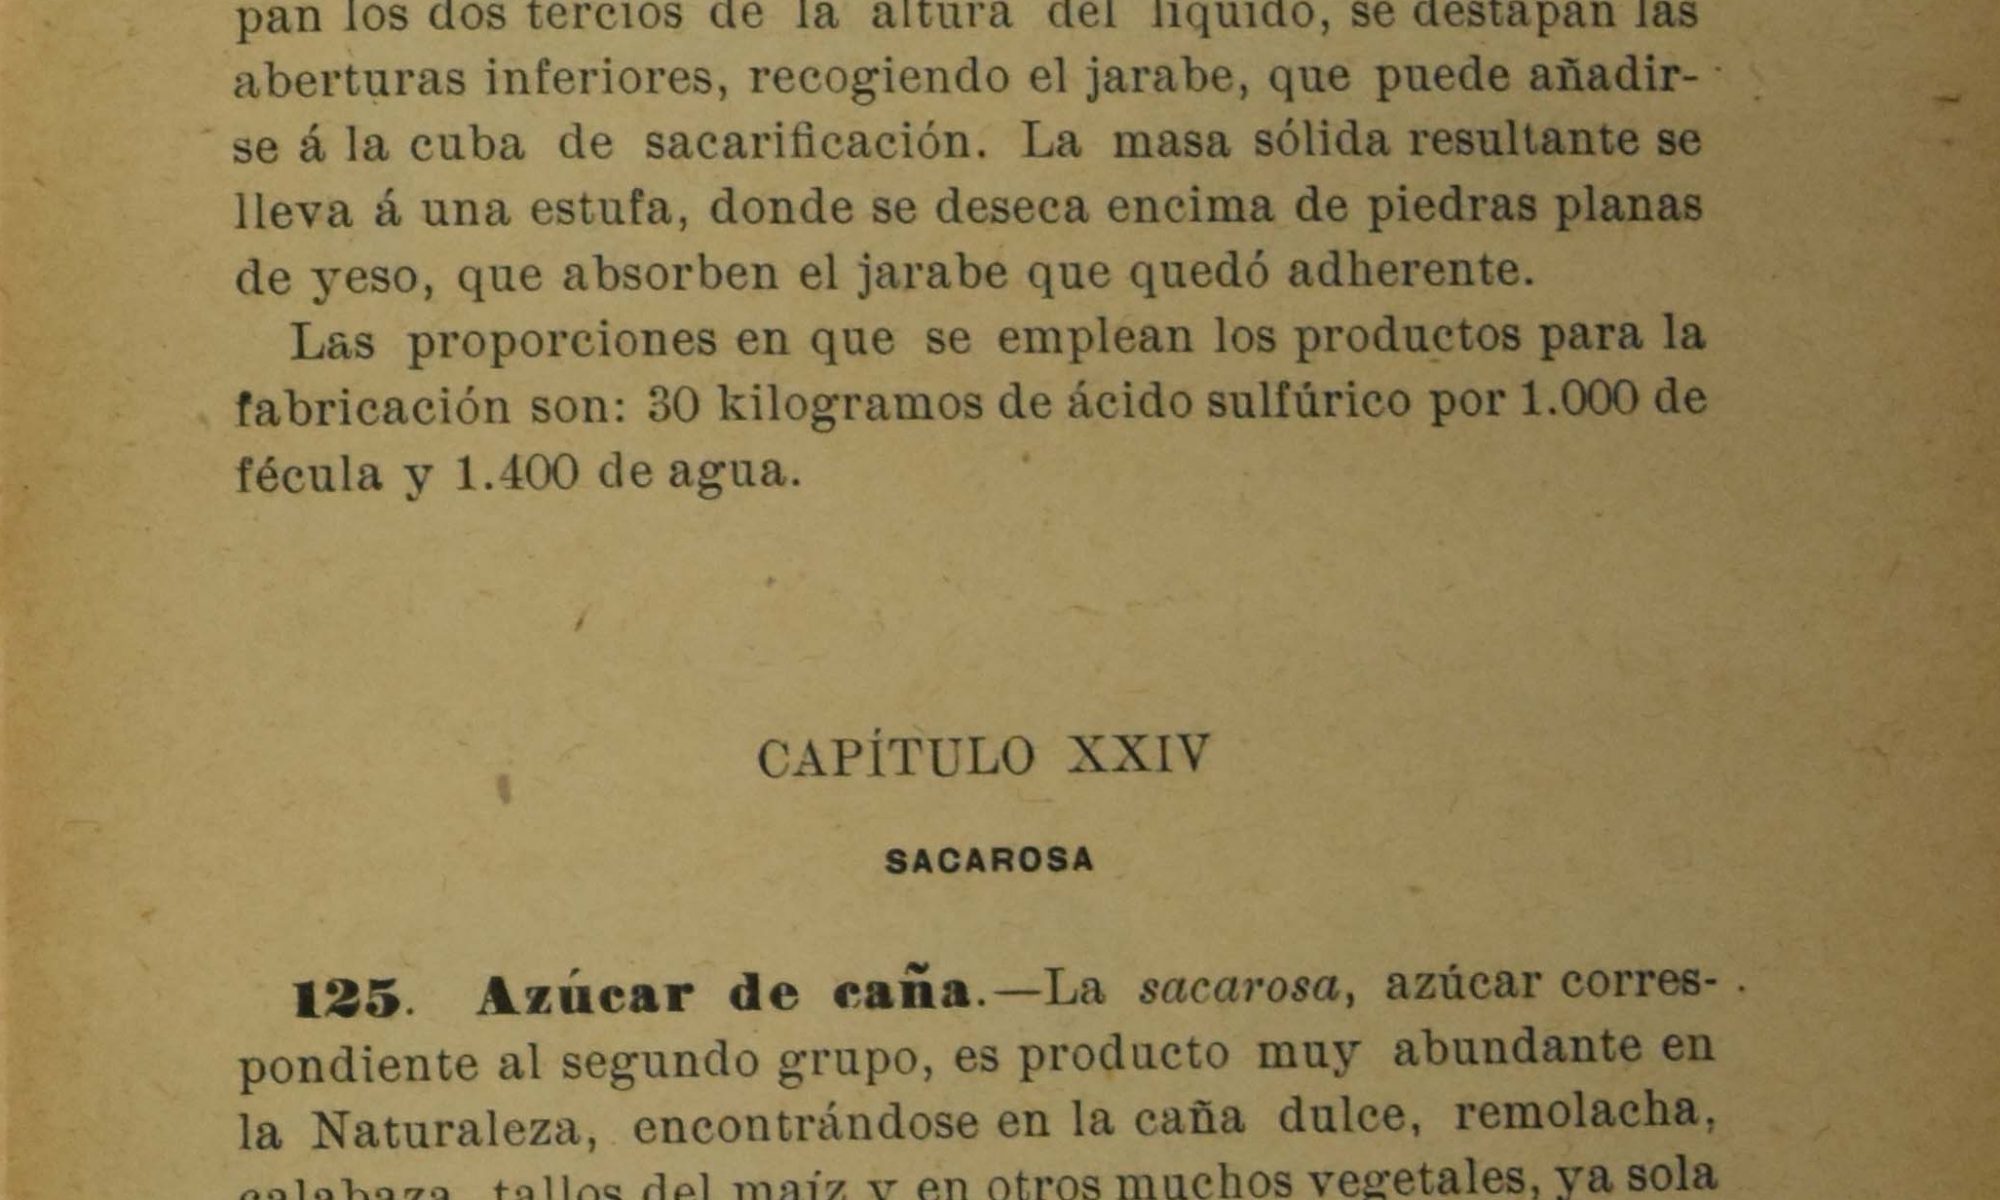 pan los dos tercios de la altura del líquido, se destapan las
aberturas inferiores, recogiendo el jarabe, que puede añadir-
se á la cuba de sacarificación. La masa sólida resultante se
lleva á una estufa, donde se deseca encima de piedras planas
de yeso, que absorben el jarabe que quedó adherente.
Las proporciones en que se emplean los productos para la
fabricación son: 30 kilogramos de ácido sulfúrico por 1.000 de
fécula y 1.400 de agua.
CAPÍTULO XXIV
SACAROSA
125. Azúcar de caña.—La sacarosa, azúcar corres-
pondiente al segundo grupo, es producto muy abundante en
la Naturaleza, encontrándose en la caña dulce, remolacha,
calabaza, tallos del maíz y en otros muchos vegetales, ya sola